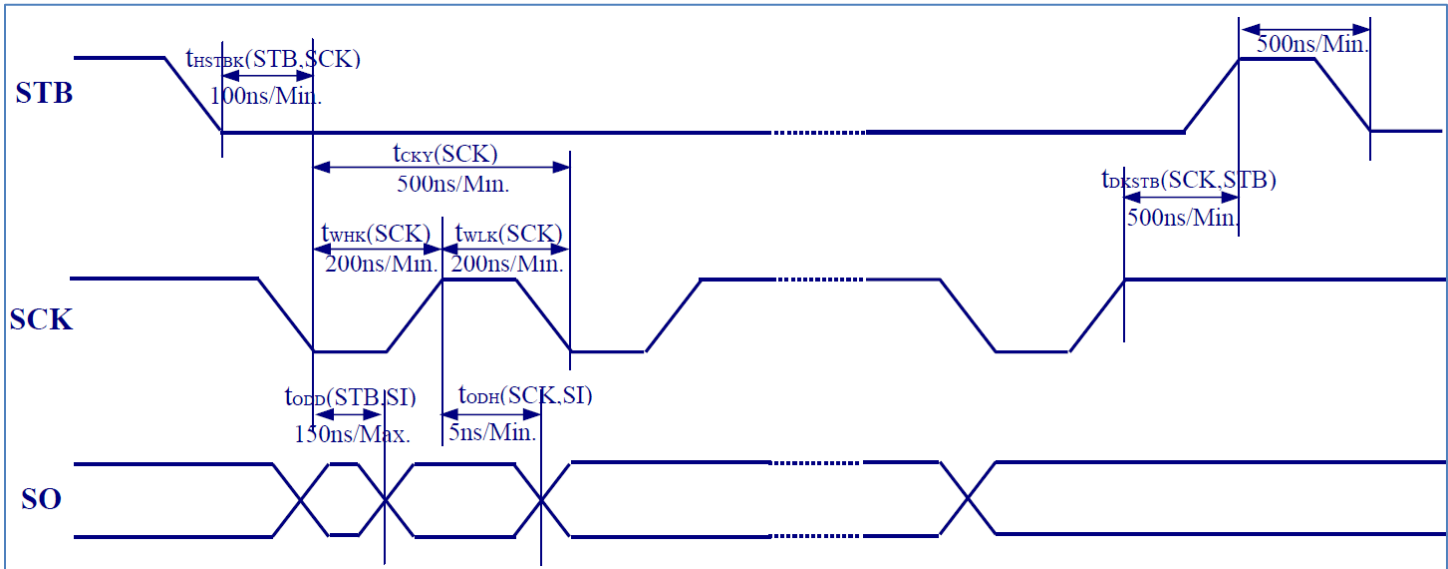 500ns/Min.
tHSTBK(STB,SCK)
100ns/Min.
STB
tCKY(SCK)
500ns/Min.
tDKSTB(SCK,STB)
500ns/Min.
tWHK(SCK)
tWLK(SCK)
200ns/Min.
200ns/Min.
SCK
tODD(STB,SI)
tODH(SCK,SI)
150ns/Max.
5ns/Min.
SO